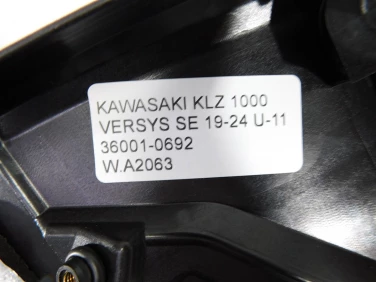 KAWASAKI KLZ 1000
VERSYS SE 19-24 U-11
36001-0692
W.A2063